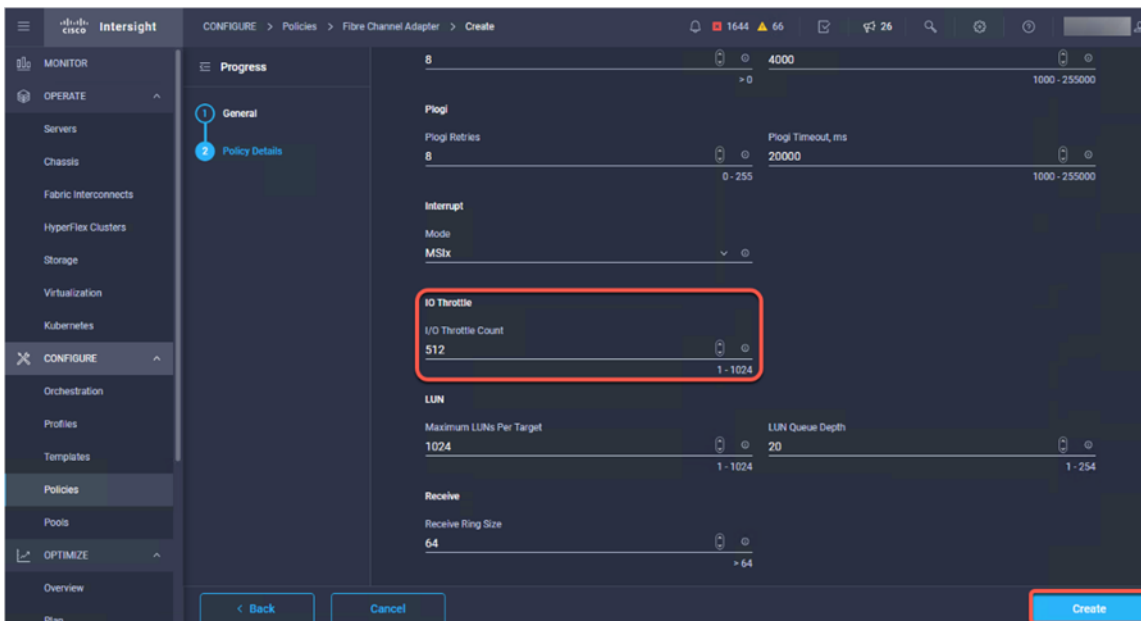 cisco Intersight
CONFIGURE > Policies > Fibre Channel Adapter > Create
1644 66 26
MONITOR
OPERATE
Servers
Chassis
Fabric Interconnects
HyperFlex Clusters
Storage
Virtualization
Kubernetes
CONFIGURE
Orchestration
Profiles
Templates
Policies
Pools
OPTIMIZE
Overview
Plan
Progress
1 General
2 Policy Details
8 4000
> 0 1000 - 255000
Plogi
Plogi Retries Plogi Timeout, ms
8 20000
0 - 255 1000 - 255000
Interrupt
Mode
MSIx
IO Throttle
I/O Throttle Count
512
1 - 1024
LUN
Maximum LUNs Per Target LUN Queue Depth
1024 20
1 - 1024 1 - 254
Receive
Receive Ring Size
64
> 64
< Back Cancel Create